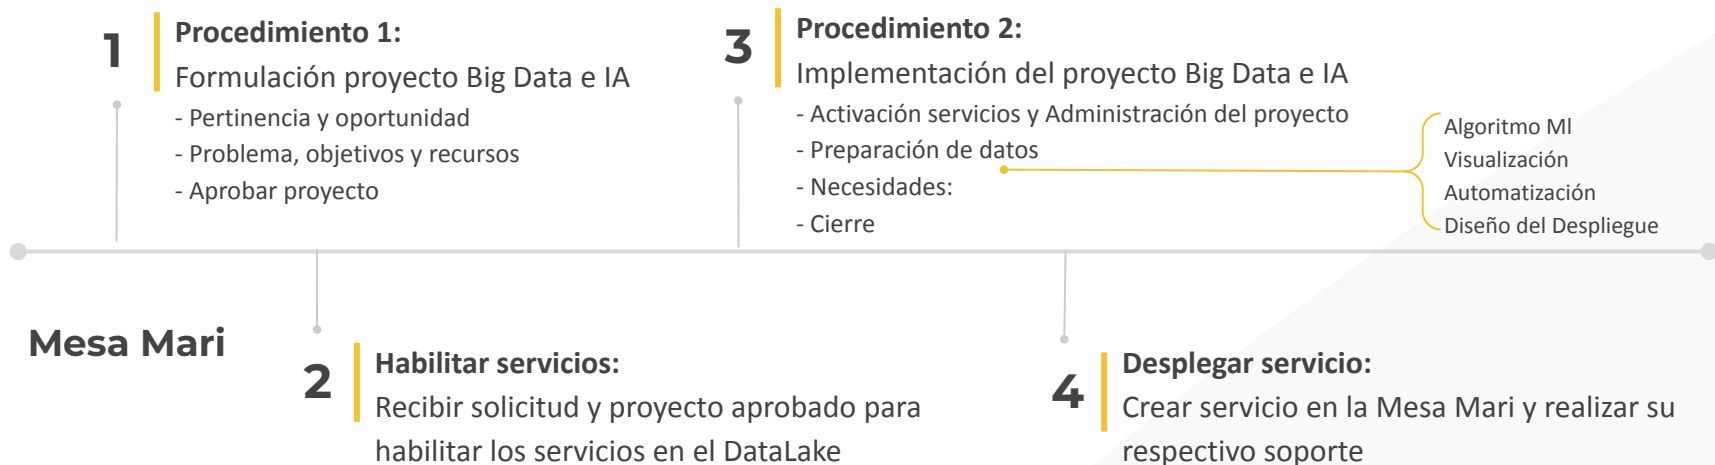 1
Procedimiento 1:
Formulación proyecto Big Data e IA
- Pertinencia y oportunidad
- Problema, objetivos y recursos
- Aprobar proyecto
3
Procedimiento 2:
Implementación del proyecto Big Data e IA
- Activación servicios y Administración del proyecto
- Preparación de datos
- Necesidades:
- Cierre
Algoritmo Ml
Visualización
Automatización
Diseño del Despliegue
Mesa Mari
2
Habilitar servicios:
Recibir solicitud y proyecto aprobado para
habilitar los servicios en el DataLake
4
Desplegar servicio:
Crear servicio en la Mesa Mari y realizar su
respectivo soporte